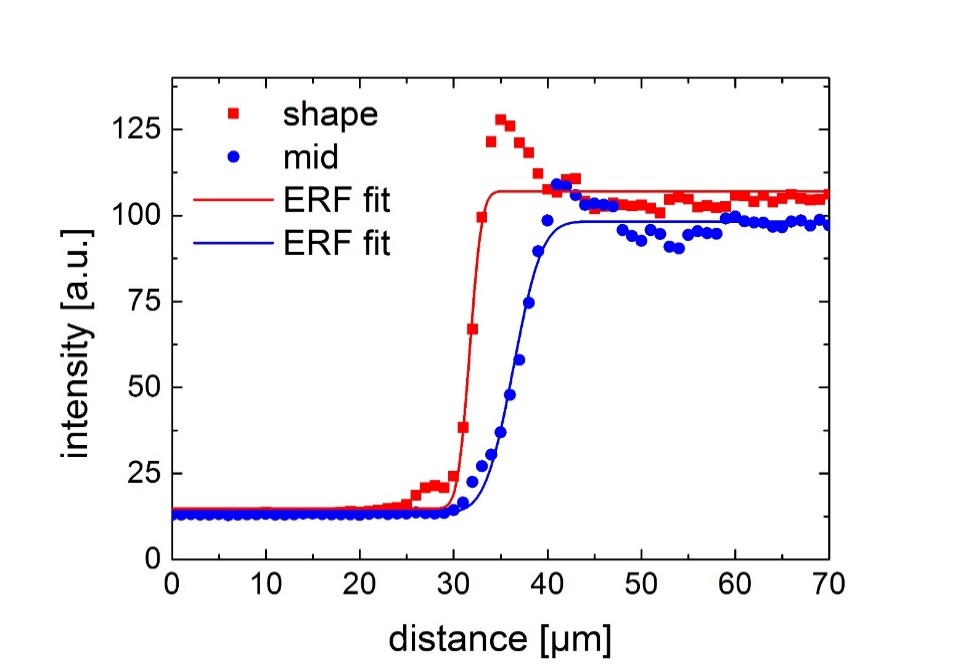 shape
mid
ERF fit
ERF fit
125
100
75
50
25
0
intensity [a.u.]
0 10 20 30 40 50 60 70
distance [µm]